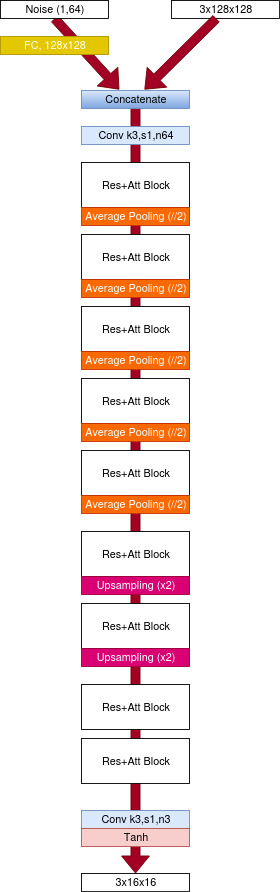 Noise (1,64)
3x128x128
FC, 128x128
Concatenate
Conv k3,s1,n64
Res+Att Block
Average Pooling (//2)
Res+Att Block
Average Pooling (//2)
Res+Att Block
Average Pooling (//2)
Res+Att Block
Average Pooling (//2)
Res+Att Block
Average Pooling (//2)
Res+Att Block
Upsampling (x2)
Res+Att Block
Upsampling (x2)
Res+Att Block
Res+Att Block
Conv k3,s1,n3
Tanh
3x16x16